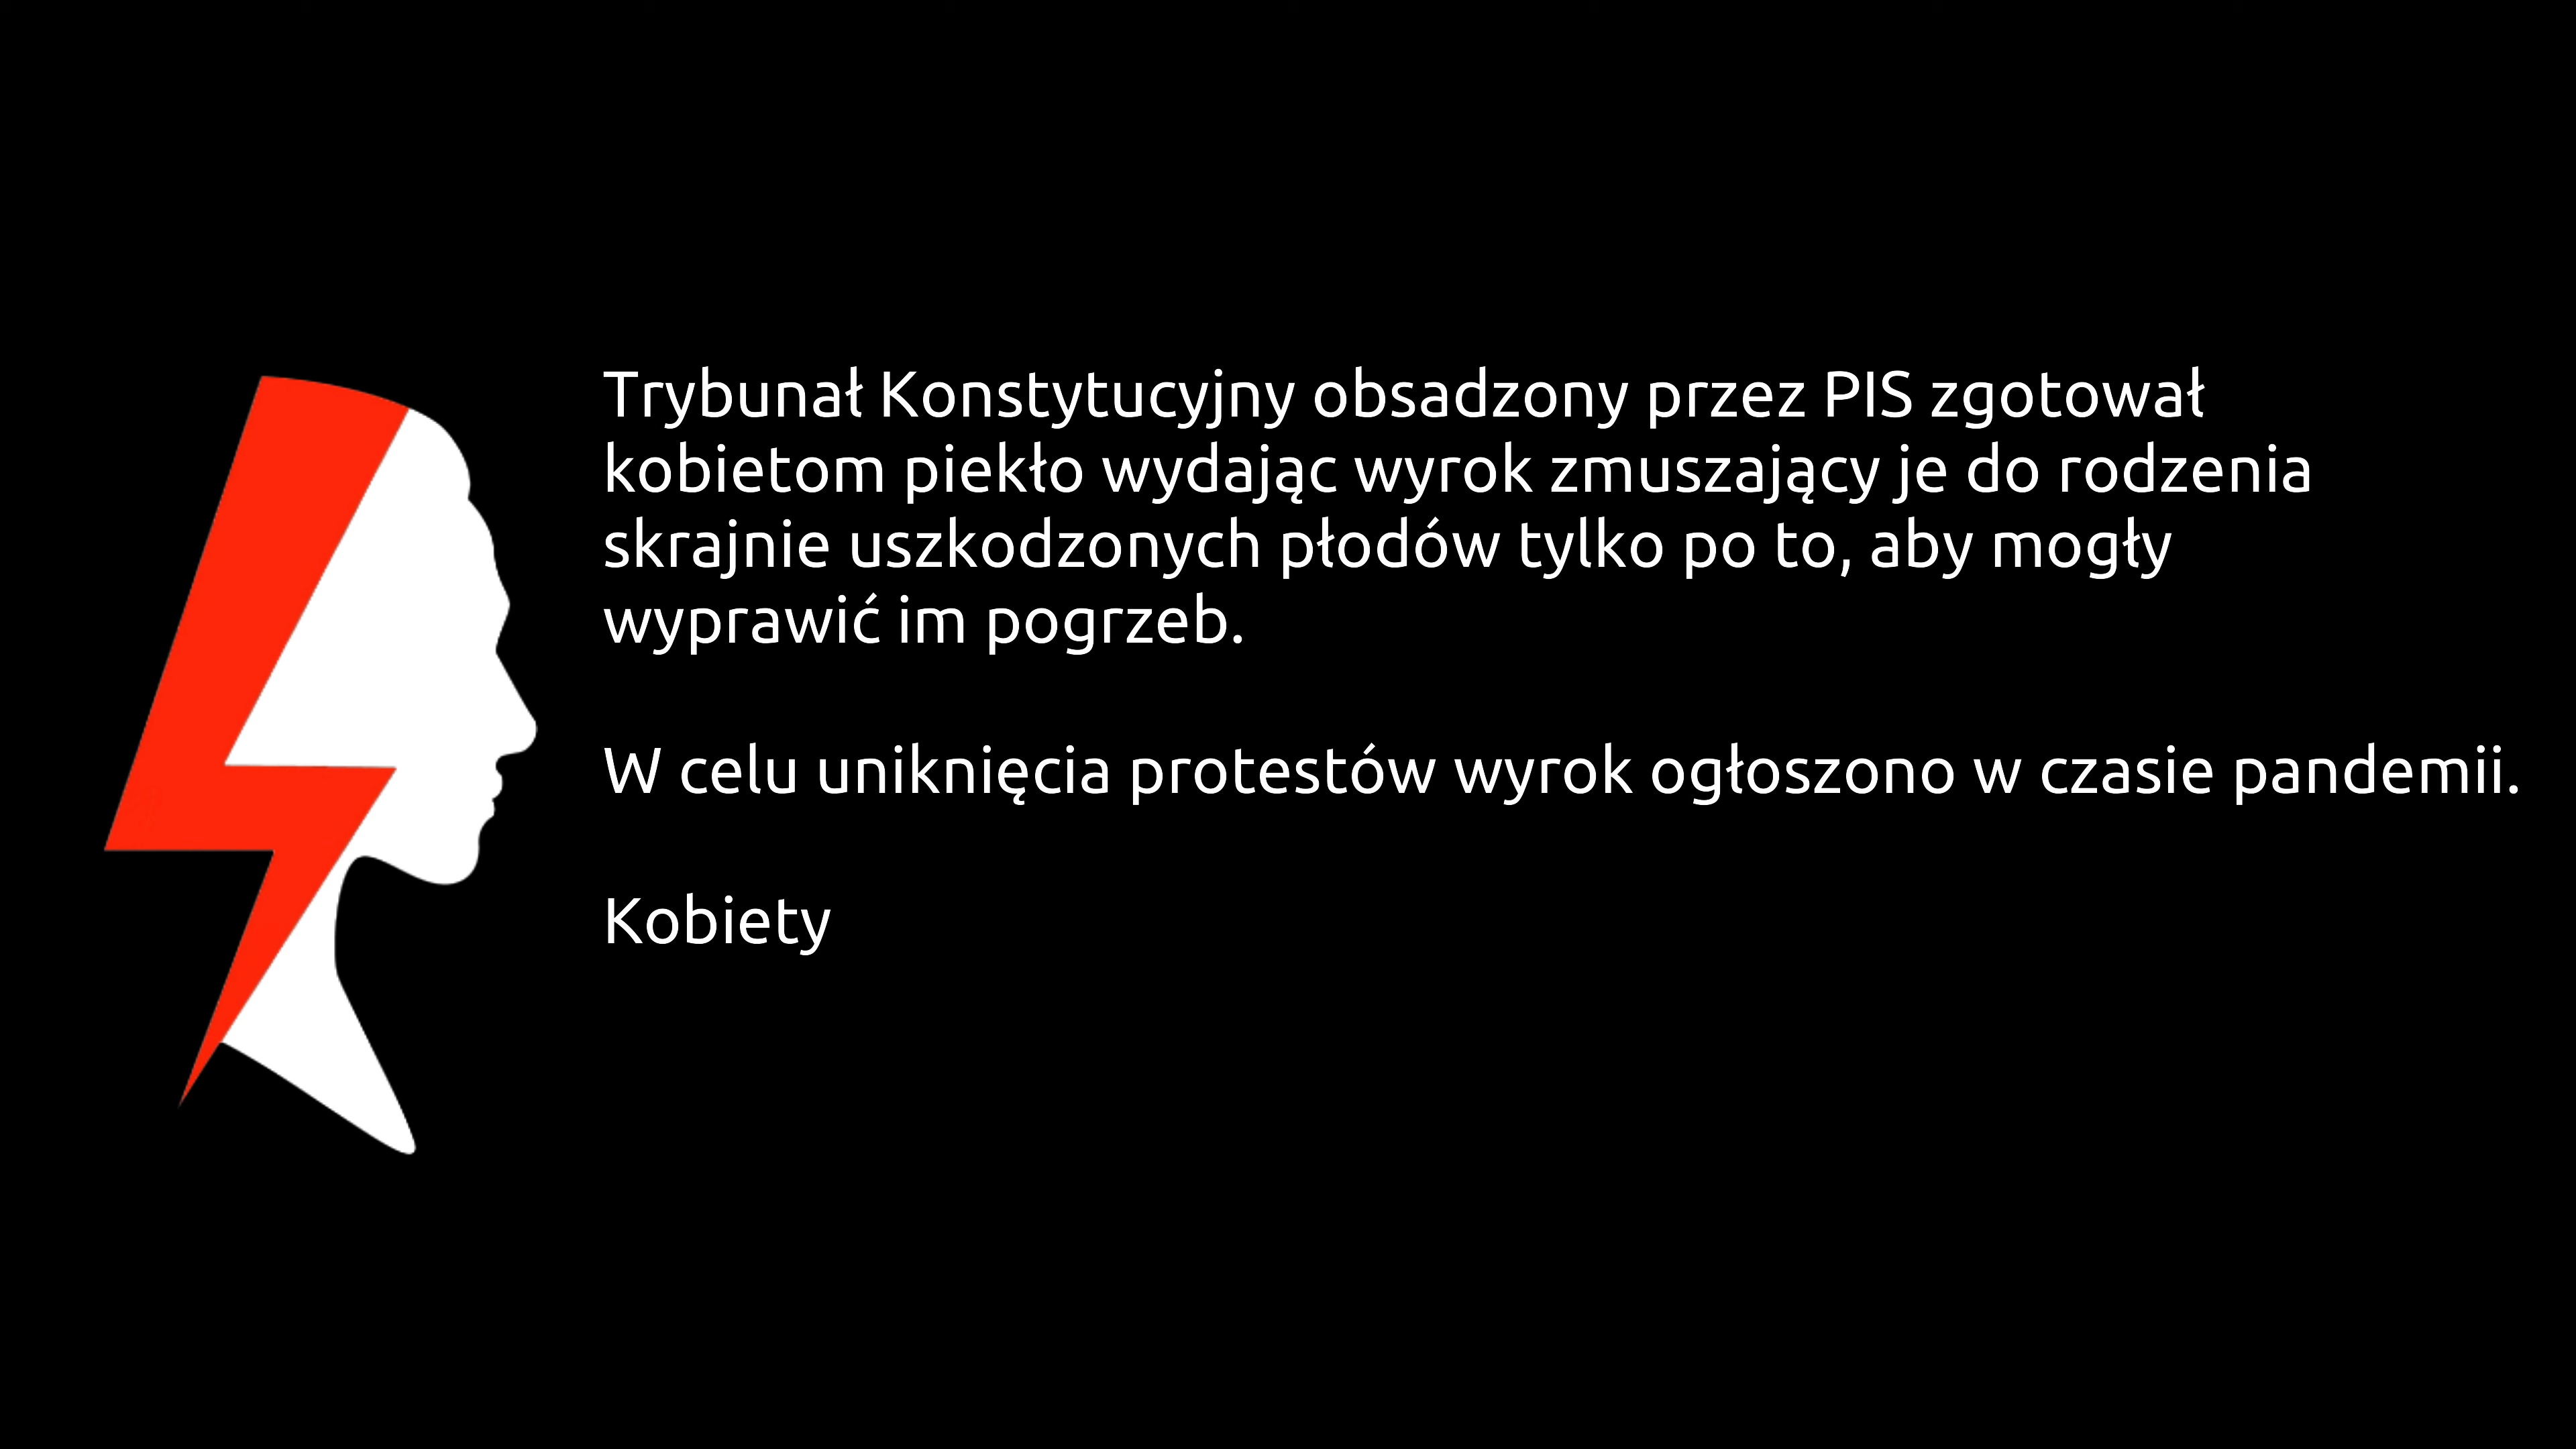 Trybunał Konstytucyjny obsadzony przez PIS zgotował
kobietom piekło wydając wyrok zmuszający je do rodzenia
skrajnie uszkodzonych płodów tylko po to, aby mogły
wyprawić im pogrzeb.
W celu uniknięcia protestów wyrok ogłoszono w czasie pandemii.
Kobiety